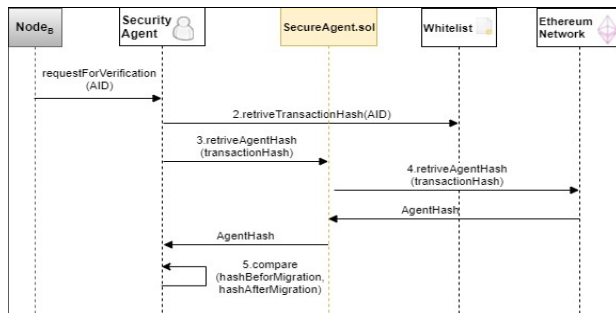 Node_B
Security
Agent
SecureAgent.sol
Whitelist
Ethereum
Network
requestForVerification
(AID)
2.retriveTransactionHash(AID)
3.retriveAgentHash
(transactionHash)
4.retriveAgentHash
(transactionHash)
AgentHash
AgentHash
5.compare
(hashBeforMigration,
hashAfterMigration)